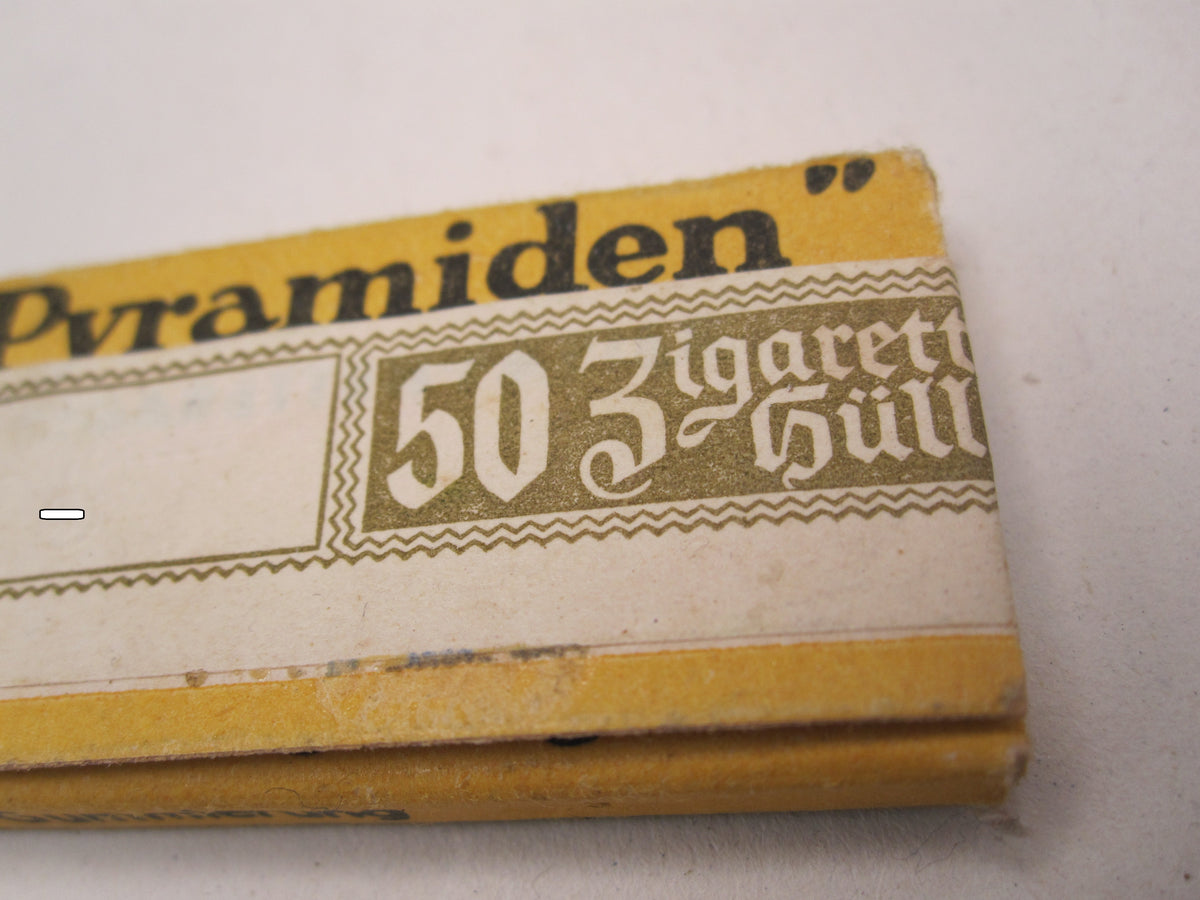 Pyramiden”
50 Zigarett
Hüll